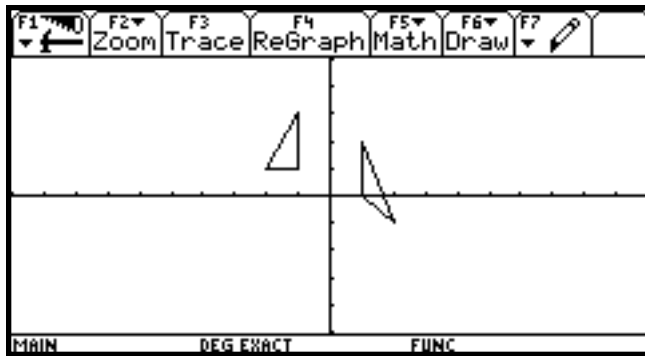 F1 F2 F3 F4 F5 F6 F7
Zoom Trace ReGraph Math Draw
MAIN DEG EXACT FUNC